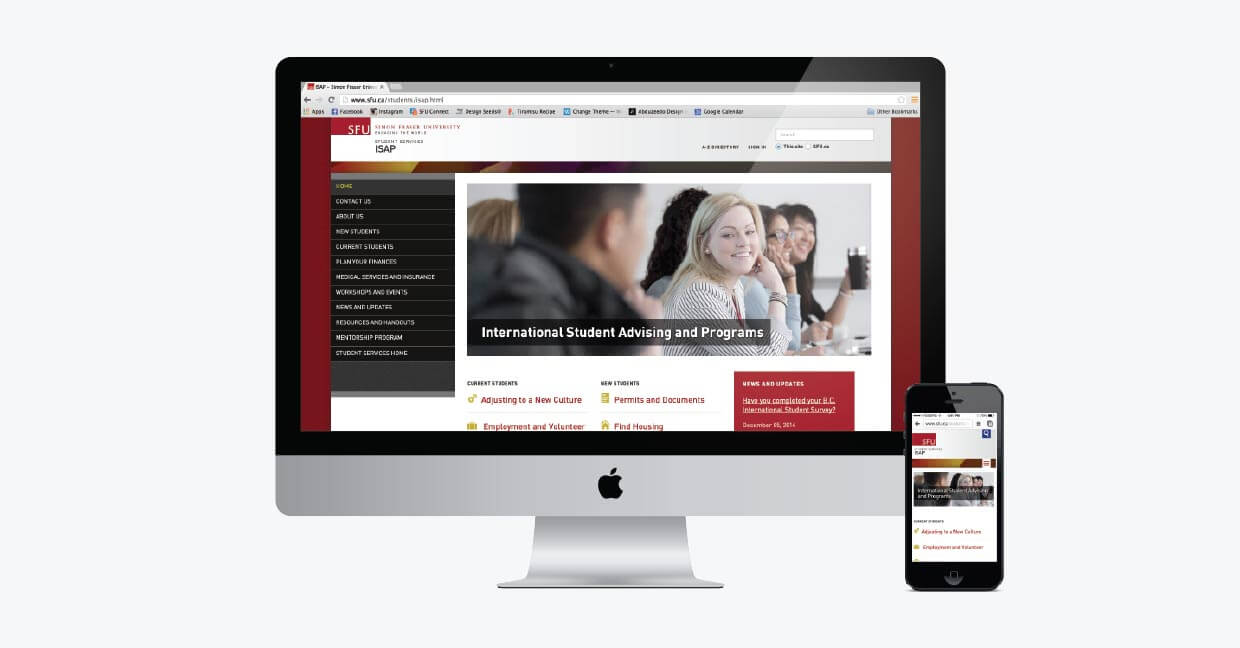 ISAP - Simon Fraser Univer
www.sfu.ca/students/isap.html
Apps Facebook Instagram SFU Connect Design Seeds® Tiramisu Recipe Change Theme — Abduzeedo Design Google Calendar Other Bookmarks
SFU SIMON FRASER UNIVERSITY
ENGAGING THE WORLD
STUDENT SERVICES
ISAP
Search
A-Z DIRECTORY SIGN IN This site SFU.ca
HOME
CONTACT US
ABOUT US
NEW STUDENTS
CURRENT STUDENTS
PLAN YOUR FINANCES
MEDICAL SERVICES AND INSURANCE
WORKSHOPS AND EVENTS
NEWS AND UPDATES
RESOURCES AND HANDOUTS
MENTORSHIP PROGRAM
STUDENT SERVICES HOME
International Student Advising and Programs
CURRENT STUDENTS
Adjusting to a New Culture
Employment and Volunteer
NEW STUDENTS
Permits and Documents
Find Housing
NEWS AND UPDATES
Have you completed your B.C.
International Student Survey?
December 05, 2014
www.sfu.ca
SFU
STUDENT SERVICES
ISAP
International Student Advising
and Programs
CURRENT STUDENTS
Adjusting to a New Culture
Employment and Volunteer